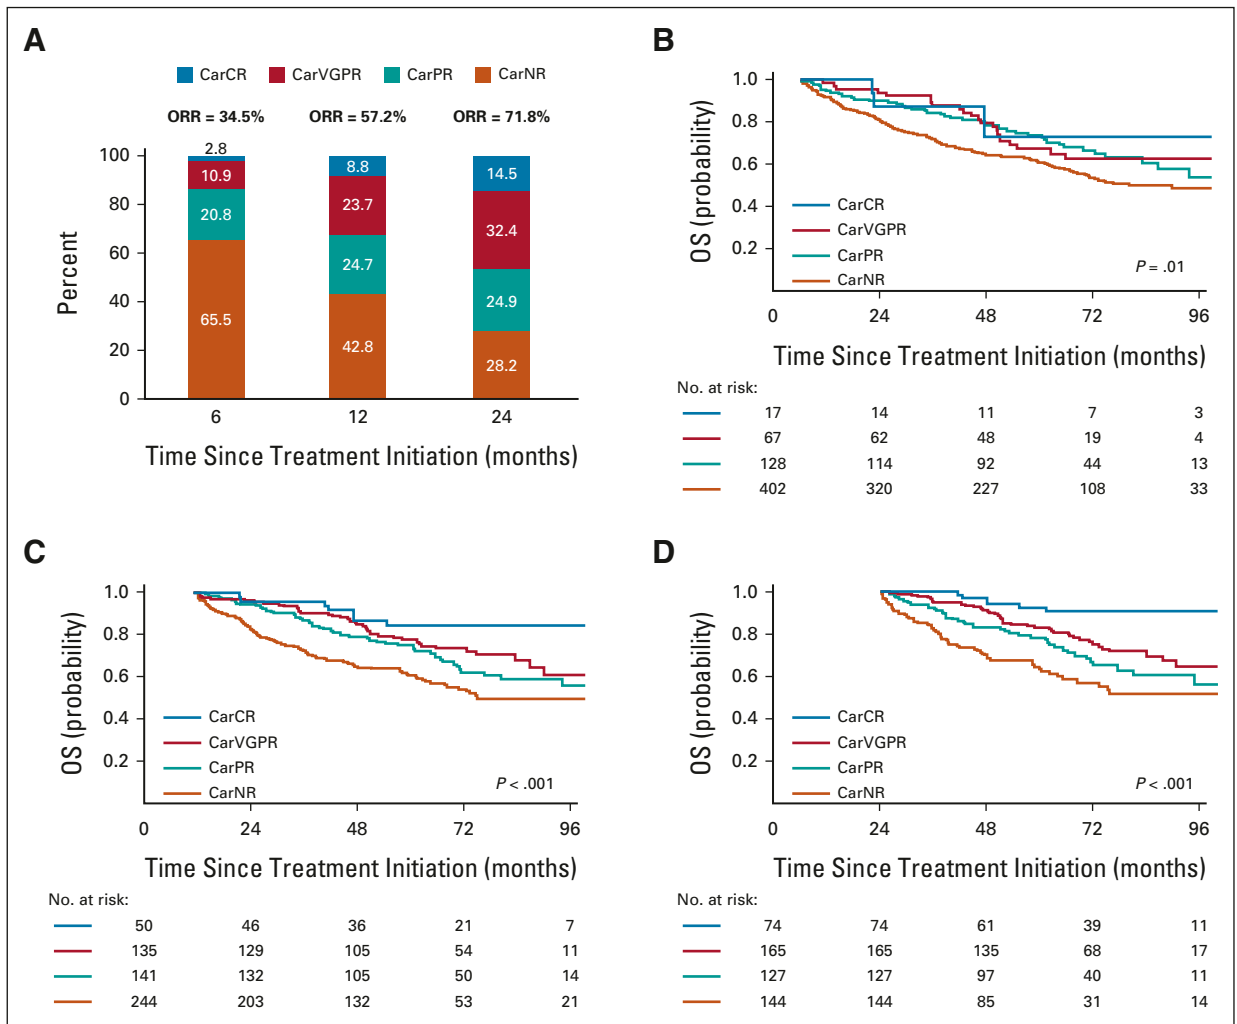 A
CarCR CarVGPR CarPR CarNR
ORR = 34.5% ORR = 57.2% ORR = 71.8%
Percent
100
80
60
40
20
0
2.8
10.9
20.8
65.5
8.8
23.7
24.7
42.8
14.5
32.4
24.9
28.2
6 12 24
Time Since Treatment Initiation (months)
B
OS (probability)
1.0
0.8
0.6
0.4
0.2
CarCR
CarVGPR
CarPR
CarNR
P = .01
0 24 48 72 96
Time Since Treatment Initiation (months)
No. at risk:
17 14 11 7 3
67 62 48 19 4
128 114 92 44 13
402 320 227 108 33
C
OS (probability)
1.0
0.8
0.6
0.4
0.2
CarCR
CarVGPR
CarPR
CarNR
P < .001
0 24 48 72 96
Time Since Treatment Initiation (months)
No. at risk:
50 46 36 21 7
135 129 105 54 11
141 132 105 50 14
244 203 132 53 21
D
OS (probability)
1.0
0.8
0.6
0.4
0.2
CarCR
CarVGPR
CarPR
CarNR
P < .001
0 24 48 72 96
Time Since Treatment Initiation (months)
No. at risk:
74 74 61 39 11
165 165 135 68 17
127 127 97 40 11
144 144 85 31 14